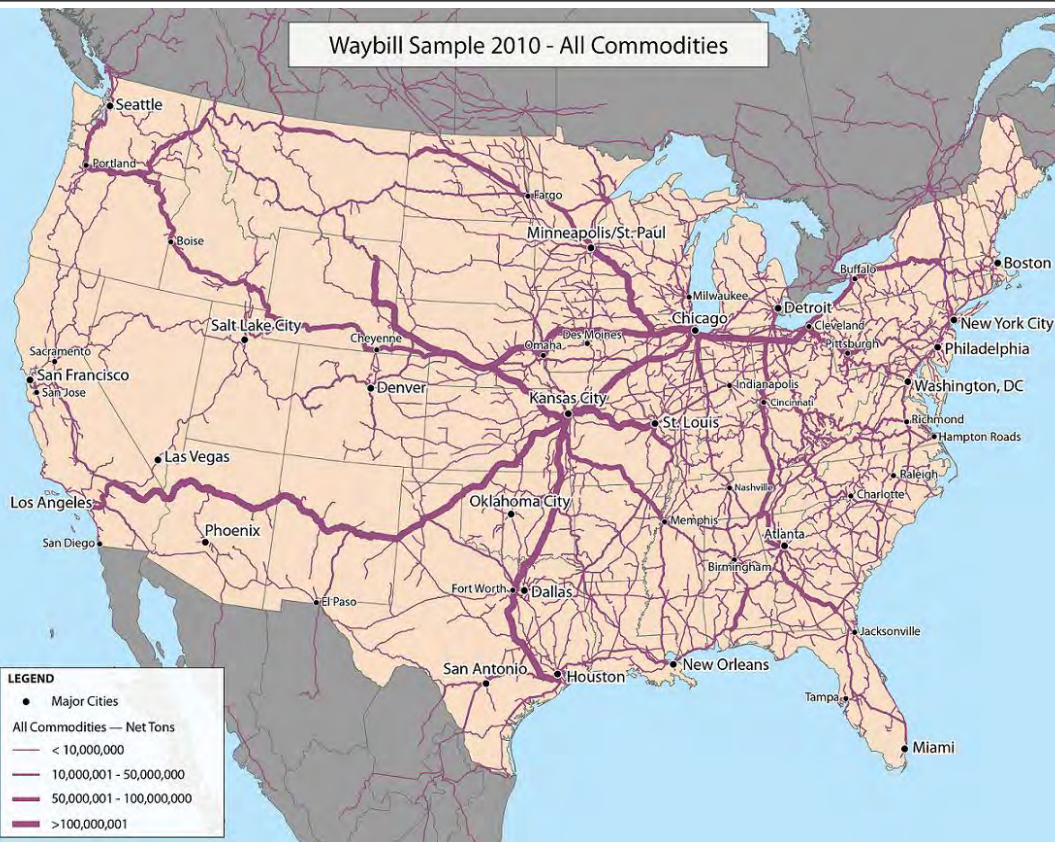 Waybill Sample 2010 - All Commodities
Seattle
Portland
Fargo
Minneapolis/St. Paul
Boise
Boston
Buffalo
Milwaukee
Detroit
Chicago
New York City
Salt Lake City
Cleveland
Cheyenne
Des Moines
Omaha
Pittsburgh
Philadelphia
Sacramento
San Francisco
San Jose
Denver
Indianapolis
Washington, DC
Kansas City
Cincinnati
St. Louis
Richmond
Hampton Roads
Las Vegas
Raleigh
Nashville
Charlotte
Los Angeles
Oklahoma City
Memphis
Phoenix
Atlanta
San Diego
Birmingham
Fort Worth
Dallas
El Paso
Jacksonville
New Orleans
San Antonio
Houston
Tampa
Miami
LEGEND
Major Cities
All Commodities — Net Tons
< 10,000,000
10,000,001 - 50,000,000
50,000,001 - 100,000,000
>100,000,001